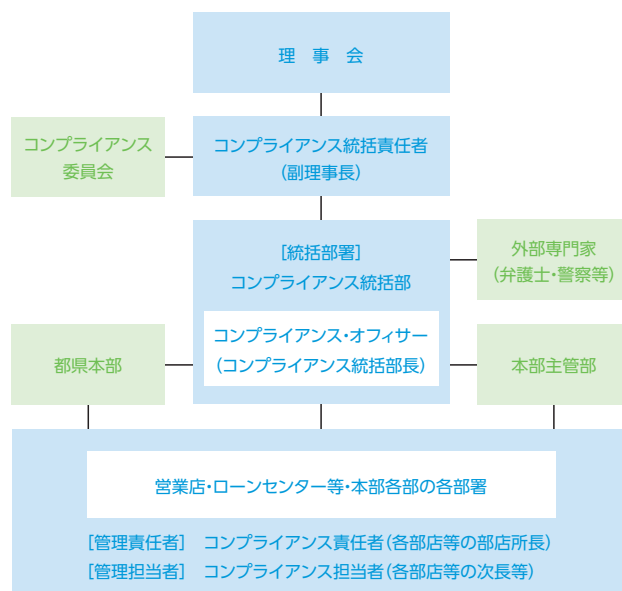 理 事 会
コンプライアンス
委員会
コンプライアンス統括責任者
(副理事長)
[統括部署]
コンプライアンス統括部
外部専門家
(弁護士・警察等)
コンプライアンス・オフィサー
(コンプライアンス統括部長)
都県本部
本部主管部
営業店・ローンセンター等・本部各部の各部署
[管理責任者] コンプライアンス責任者(各部店等の部店所長)
[管理担当者] コンプライアンス担当者(各部店等の次長等)